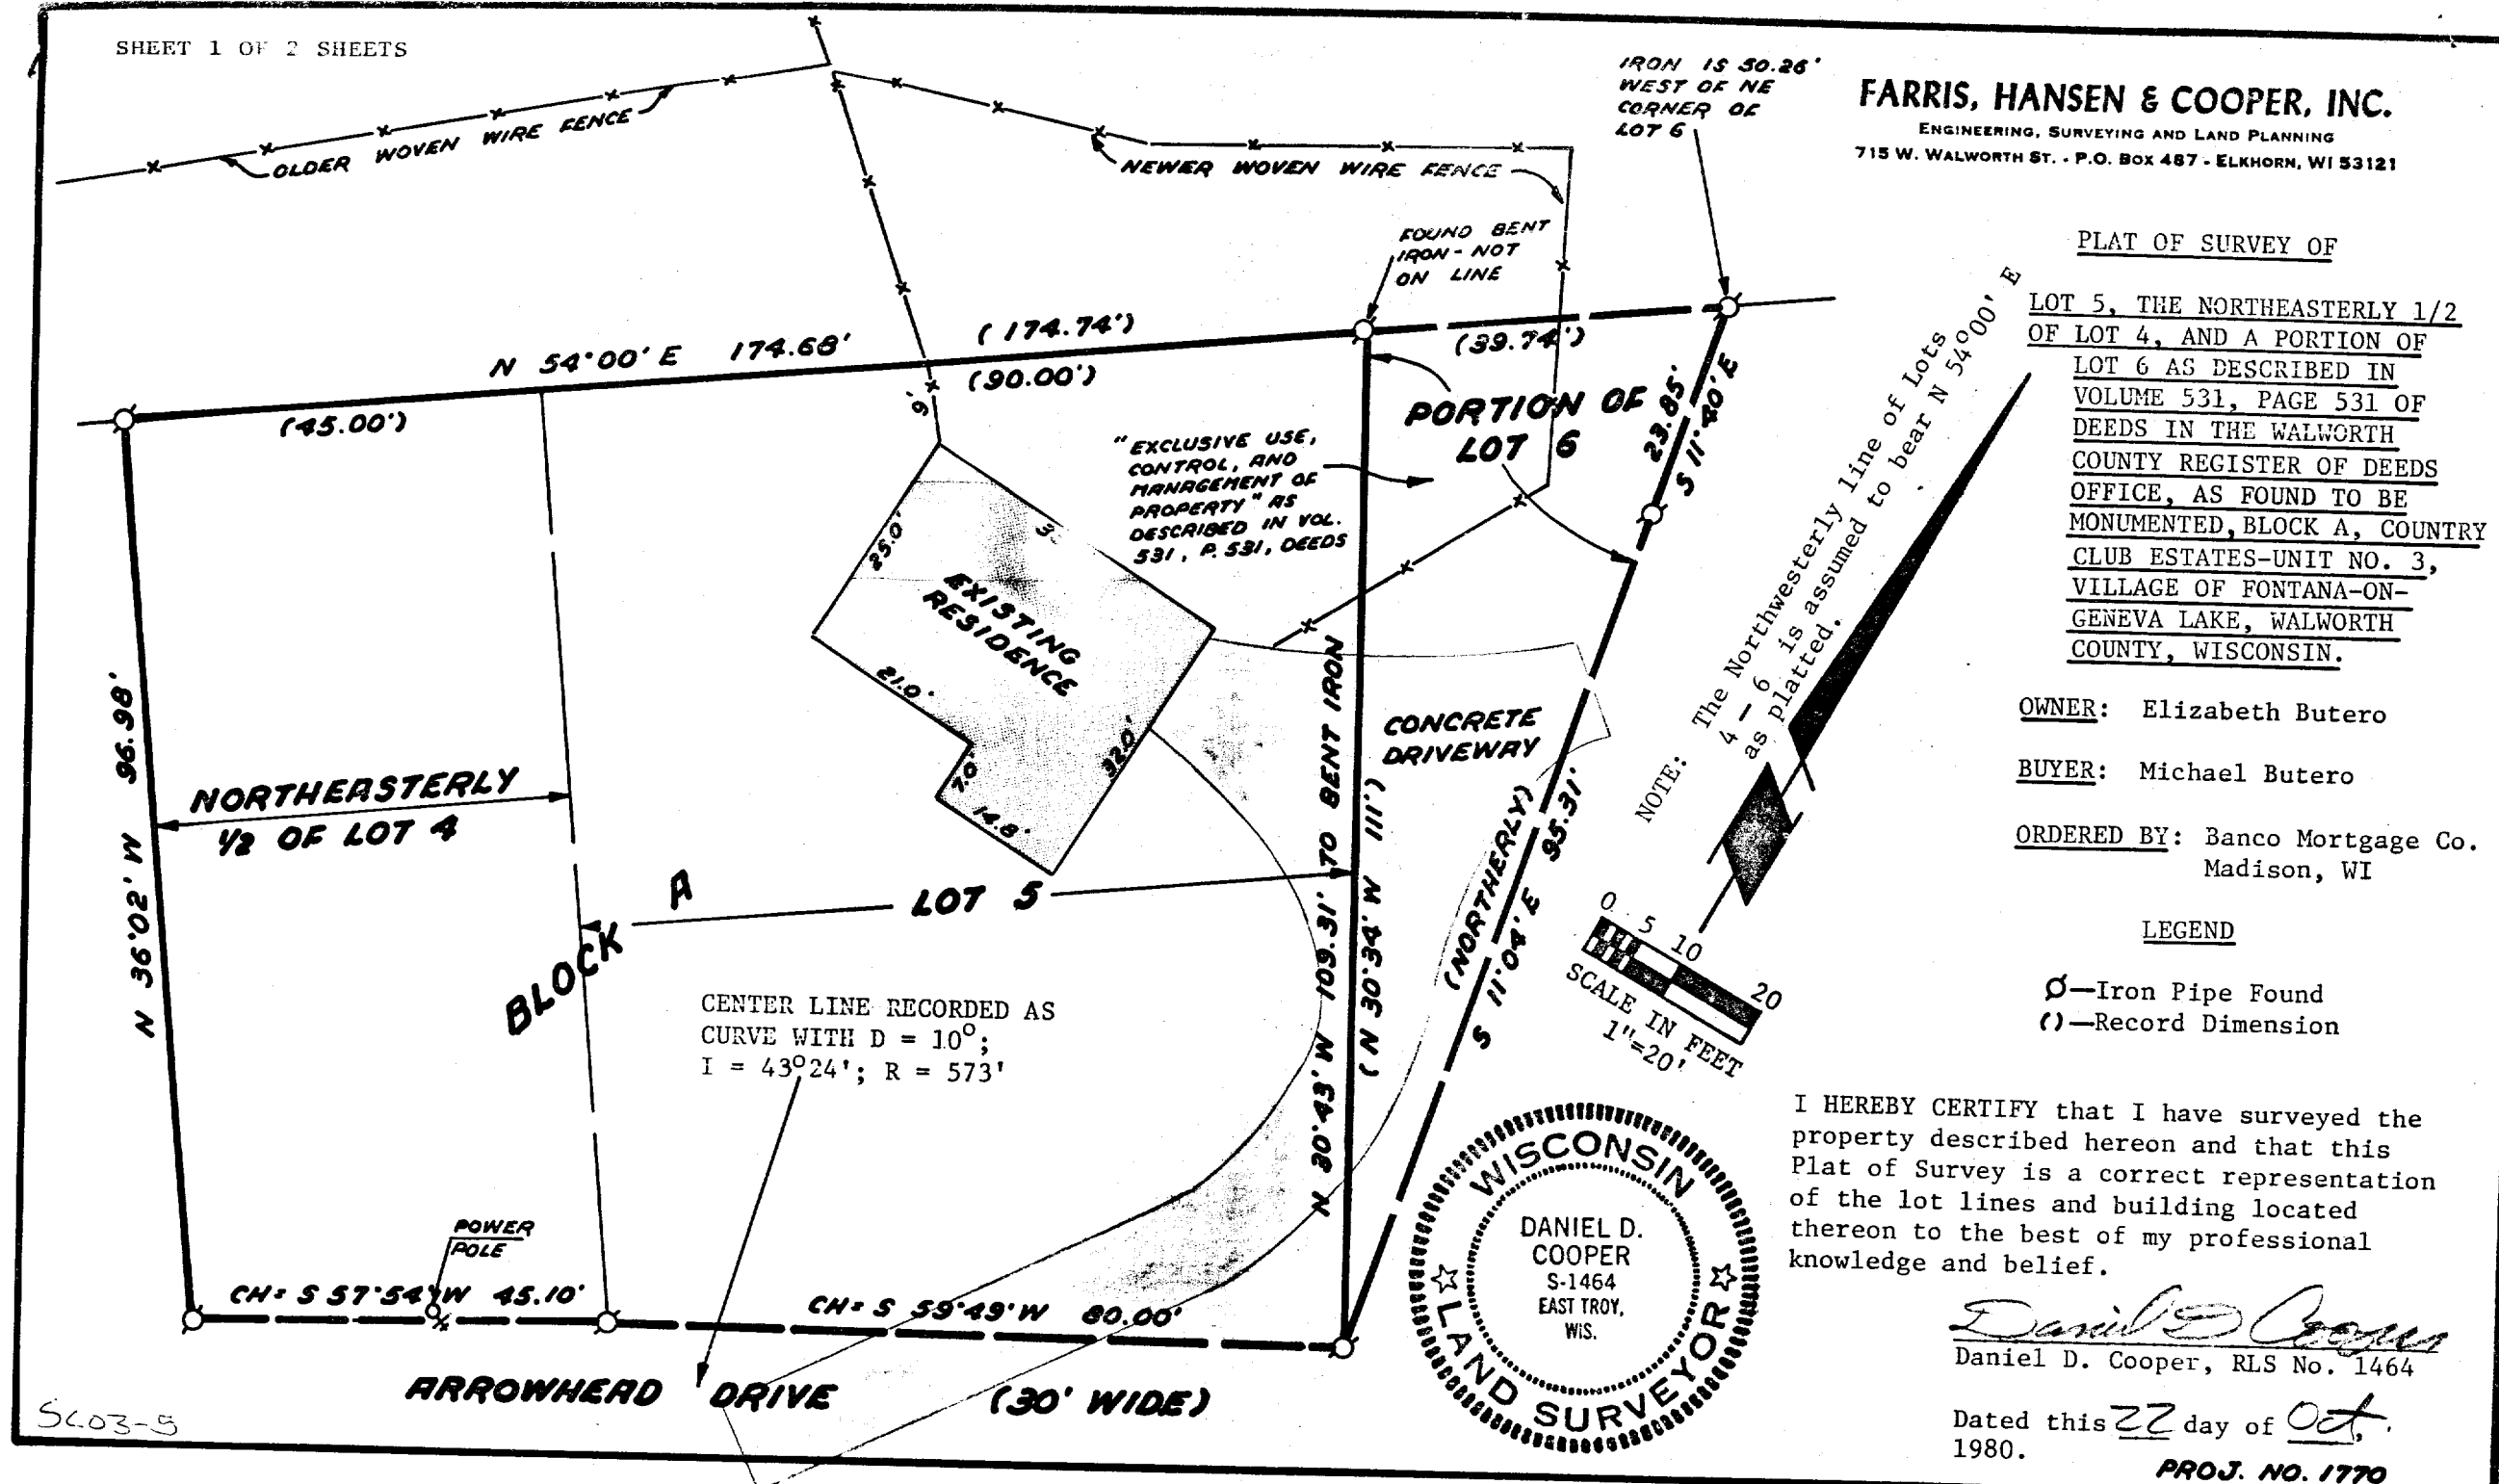 SHEET 1 OF 2 SHEETS
IRON IS 50.26'
WEST OF NE
CORNER OF
LOT 6
FARRIS, HANSEN & COOPER, INC.
ENGINEERING, SURVEYING AND LAND PLANNING
715 W. WALWORTH ST. - P.O. BOX 487 - ELKHORN, WI 53121
OLDER WOVEN WIRE FENCE
NEWER WOVEN WIRE FENCE
FOUND BENT
IRON - NOT
ON LINE
PLAT OF SURVEY OF
LOT 5, THE NORTHEASTERLY 1/2
OF LOT 4, AND A PORTION OF
LOT 6 AS DESCRIBED IN
VOLUME 531, PAGE 531 OF
DEEDS IN THE WALWORTH
COUNTY REGISTER OF DEEDS
OFFICE, AS FOUND TO BE
MONUMENTED, BLOCK A, COUNTRY
CLUB ESTATES-UNIT NO. 3,
VILLAGE OF FONTANA-ON-
GENEVA LAKE, WALWORTH
COUNTY, WISCONSIN.
N 54°00' E 174.68' (174.74')
(45.00')
(90.00')
(39.74')
9'
PORTION OF
LOT 6
23.85'
S 11°40' E
"EXCLUSIVE USE,
CONTROL, AND
MANAGEMENT OF
PROPERTY" AS
DESCRIBED IN VOL.
531, P. 531, DEEDS
NOTE: The Northwesterly line of Lots
4 - 6 is assumed to bear N 54°00' E
as platted.
25.0'
EXISTING
RESIDENCE
21.0'
7.0'
14.8'
32.0'
CONCRETE
DRIVEWAY
N 36°02' W 96.98'
NORTHEASTERLY
1/2 OF LOT 4
BLOCK A
LOT 5
N 30°43' W 109.31' TO BENT IRON
(N 30°34' W 111.')
(NORTHERLY)
S 11°04' E 95.31'
OWNER: Elizabeth Butero
BUYER: Michael Butero
ORDERED BY: Banco Mortgage Co.
Madison, WI
0 5 10 20
SCALE IN FEET
1"=20'
LEGEND
Ø—Iron Pipe Found
()—Record Dimension
CENTER LINE RECORDED AS
CURVE WITH D = 10°;
I = 43°24'; R = 573'
POWER
POLE
CH= S 57°54' W 45.10'
CH= S 59°49' W 80.00'
ARROWHEAD DRIVE (30' WIDE)
WISCONSIN
DANIEL D.
COOPER
S-1464
EAST TROY,
WIS.
LAND SURVEYOR
I HEREBY CERTIFY that I have surveyed the
property described hereon and that this
Plat of Survey is a correct representation
of the lot lines and building located
thereon to the best of my professional
knowledge and belief.
Daniel D Cooper
Daniel D. Cooper, RLS No. 1464
Dated this 22 day of Oct,
1980.
PROJ. NO. 1770